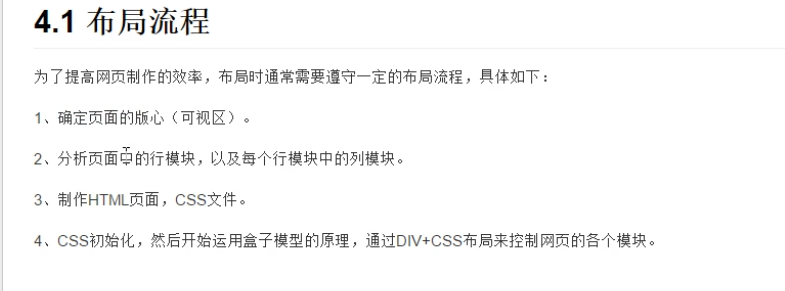 4.1 布局流程
为了提高网页制作的效率，布局时通常需要遵守一定的布局流程，具体如下：
1、确定页面的版心（可视区）。
2、分析页面中的行模块，以及每个行模块中的列模块。
3、制作HTML页面，CSS文件。
4、CSS初始化，然后开始运用盒子模型的原理，通过DIV+CSS布局来控制网页的各个模块。